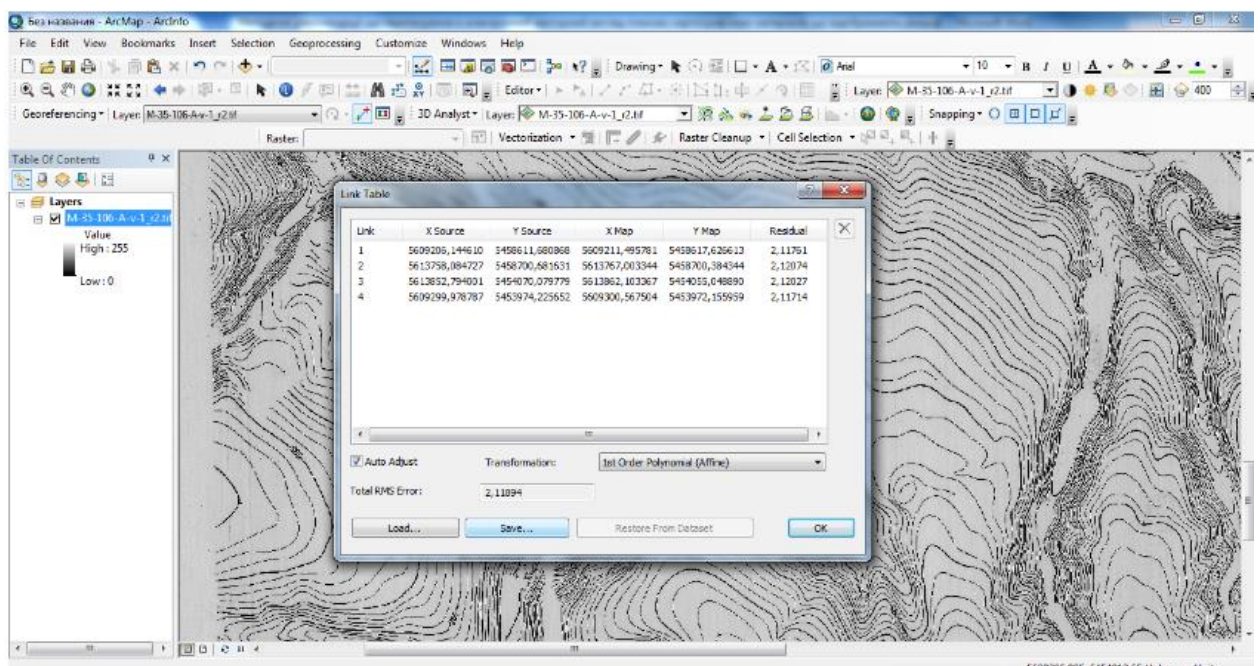 Без названия - ArcMap - ArcInfo
File Edit View Bookmarks Insert Selection Geoprocessing Customize Windows Help
Drawing Arial 10 B I U A
Editor Layer: M-35-106-A-v-1_r2.tif 400
Georeferencing Layer: M-35-106-A-v-1_r2.tif 3D Analyst Layer: M-35-106-A-v-1_r2.tif Snapping
Raster: Vectorization Raster Cleanup Cell Selection
Table Of Contents
Layers
M-35-106-A-v-1_r2.tif
Value
High : 255
Low : 0
Link Table
Link X Source Y Source X Map Y Map Residual
1 5609206,144610 5458611,680868 5609211,495781 5458617,626613 2,11761
2 5613758,084727 5458700,681631 5613767,003344 5458700,384344 2,12074
3 5613852,794001 5454070,079779 5613862,103367 5454055,048890 2,12027
4 5609299,978787 5453974,225652 5609300,567504 5453972,155959 2,11714
Auto Adjust Transformation: 1st Order Polynomial (Affine)
Total RMS Error: 2,11894
Load... Save... Restore From Dataset OK